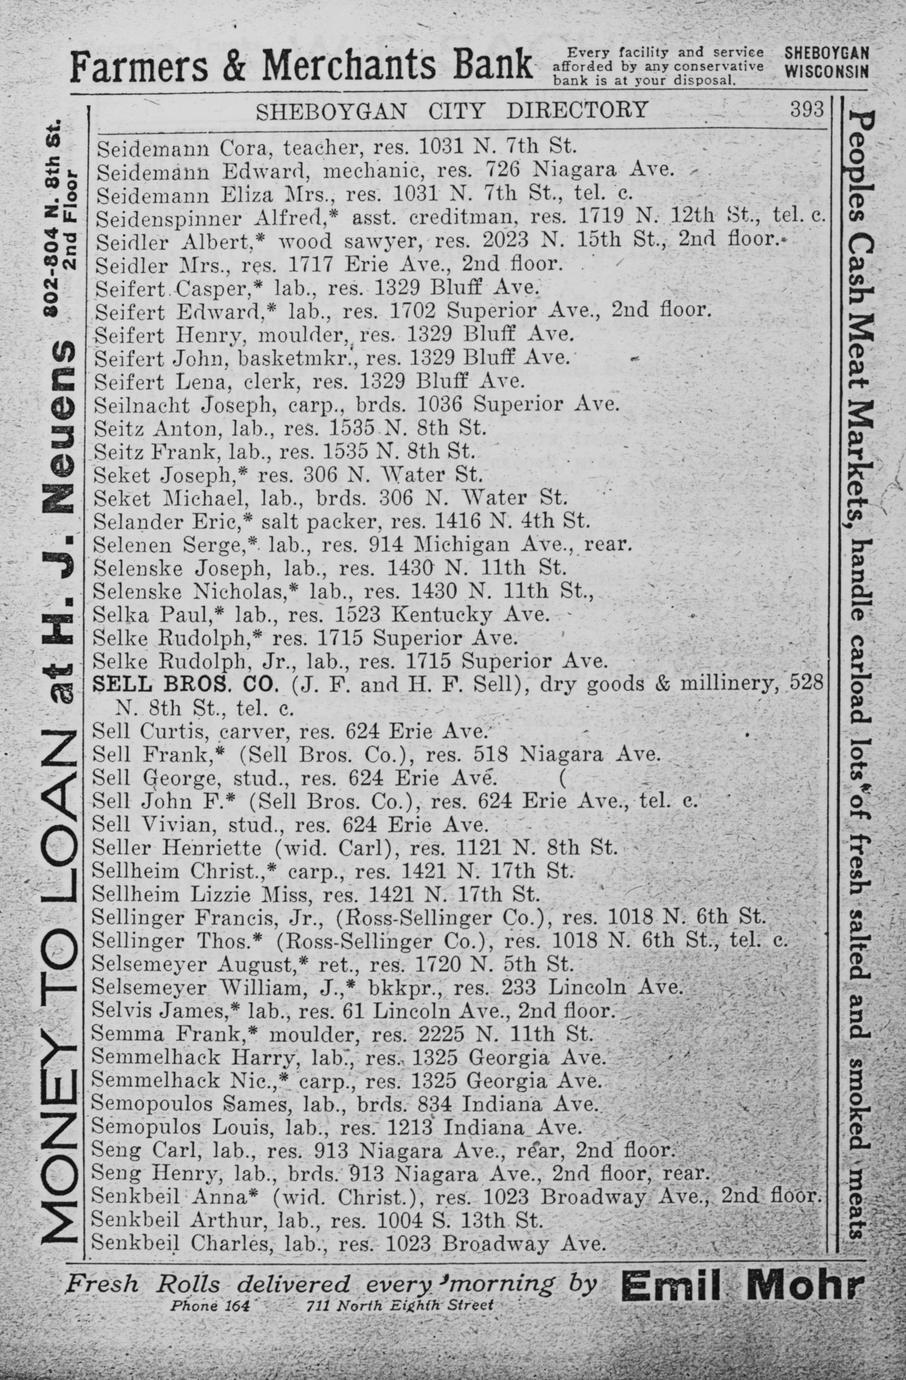 Farmers & Merchants Bank
Every facility and service
afforded by any conservative
bank is at your disposal.
SHEBOYGAN
WISCONSIN
SHEBOYGAN CITY DIRECTORY 393
Seidemann Cora, teacher, res. 1031 N. 7th St.
Seidemann Edward, mechanic, res. 726 Niagara Ave.
Seidemann Eliza Mrs., res. 1031 N. 7th St., tel. c.
Seidenspinner Alfred,* asst. creditman, res. 1719 N. 12th St., tel. c.
Seidler Albert,* wood sawyer, res. 2023 N. 15th St., 2nd floor.
Seidler Mrs., res. 1717 Erie Ave., 2nd floor.
Seifert Casper,* lab., res. 1329 Bluff Ave.
Seifert Edward,* lab., res. 1702 Superior Ave., 2nd floor.
Seifert Henry, moulder, res. 1329 Bluff Ave.
Seifert John, basketmkr., res. 1329 Bluff Ave.
Seifert Lena, clerk, res. 1329 Bluff Ave.
Seilnacht Joseph, carp., brds. 1036 Superior Ave.
Seitz Anton, lab., res. 1535 N. 8th St.
Seitz Frank, lab., res. 1535 N. 8th St.
Seket Joseph,* res. 306 N. Water St.
Seket Michael, lab., brds. 306 N. Water St.
Selander Eric,* salt packer, res. 1416 N. 4th St.
Selenen Serge,* lab., res. 914 Michigan Ave., rear.
Selenske Joseph, lab., res. 1430 N. 11th St.
Selenske Nicholas,* lab., res. 1430 N. 11th St.,
Selka Paul,* lab., res. 1523 Kentucky Ave.
Selke Rudolph,* res. 1715 Superior Ave.
Selke Rudolph, Jr., lab., res. 1715 Superior Ave.
SELL BROS. CO. (J. F. and H. F. Sell), dry goods & millinery, 528
N. 8th St., tel. c.
Sell Curtis, carver, res. 624 Erie Ave.
Sell Frank,* (Sell Bros. Co.), res. 518 Niagara Ave.
Sell George, stud., res. 624 Erie Ave.
Sell John F.* (Sell Bros. Co.), res. 624 Erie Ave., tel. c.
Sell Vivian, stud., res. 624 Erie Ave.
Seller Henriette (wid. Carl), res. 1121 N. 8th St.
Sellheim Christ.,* carp., res. 1421 N. 17th St.
Sellheim Lizzie Miss, res. 1421 N. 17th St.
Sellinger Francis, Jr., (Ross-Sellinger Co.), res. 1018 N. 6th St.
Sellinger Thos.* (Ross-Sellinger Co.), res. 1018 N. 6th St., tel. c.
Selsemeyer August,* ret., res. 1720 N. 5th St.
Selsemeyer William, J.,* bkkpr., res. 233 Lincoln Ave.
Selvis James,* lab., res. 61 Lincoln Ave., 2nd floor.
Semma Frank,* moulder, res. 2225 N. 11th St.
Semmelhack Harry, lab., res. 1325 Georgia Ave.
Semmelhack Nic.,* carp., res. 1325 Georgia Ave.
Semopoulos Sames, lab., brds. 834 Indiana Ave.
Semopulos Louis, lab., res. 1213 Indiana Ave.
Seng Carl, lab., res. 913 Niagara Ave., rear, 2nd floor.
Seng Henry, lab., brds. 913 Niagara Ave., 2nd floor, rear.
Senkbeil Anna* (wid. Christ.), res. 1023 Broadway Ave., 2nd floor.
Senkbeil Arthur, lab., res. 1004 S. 13th St.
Senkbeil Charles, lab., res. 1023 Broadway Ave.
MONEY TO LOAN at H. J. Neuens
802-804 N. 8th St.
2nd Floor
Peoples Cash Meat Markets, handle carload lots of fresh salted and smoked meats
Fresh Rolls delivered every morning by Emil Mohr
Phone 164 711 North Eighth Street